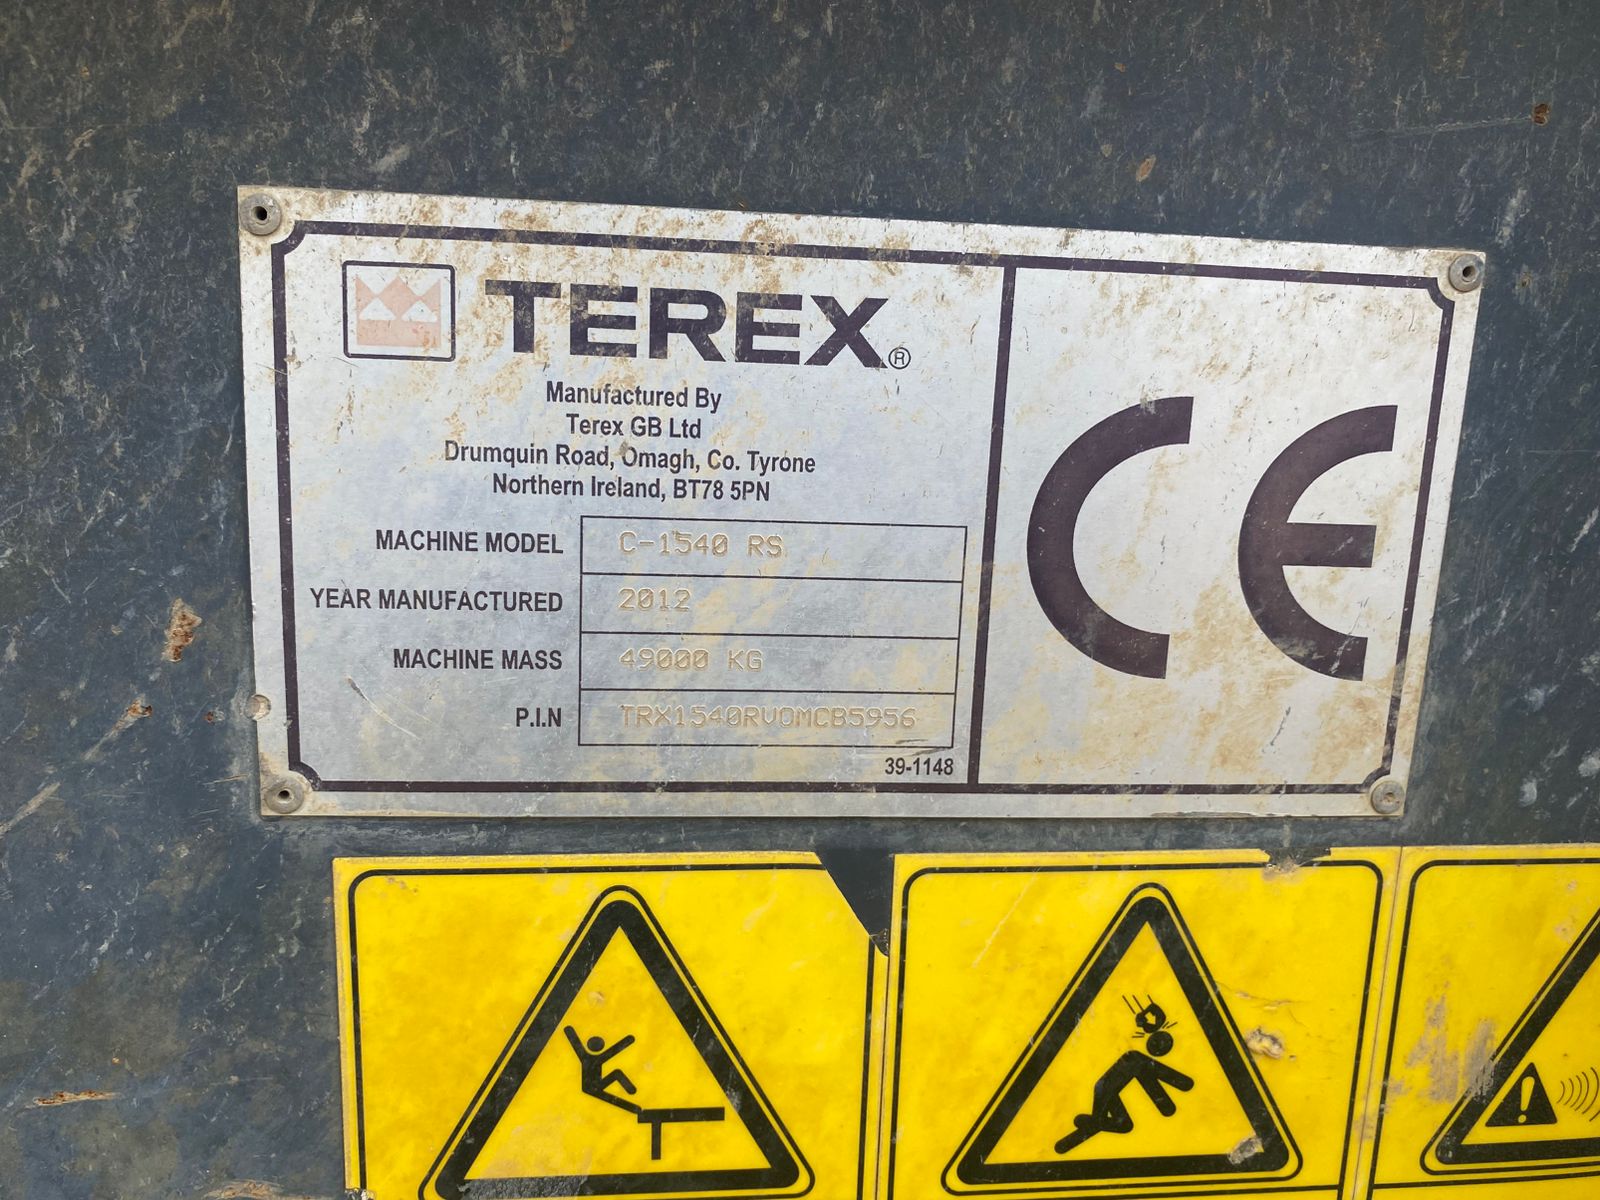 TEREX®
Manufactured By
Terex GB Ltd
Drumquin Road, Omagh, Co. Tyrone
Northern Ireland, BT78 5PN
MACHINE MODEL C-1540 RS
YEAR MANUFACTURED 2012
MACHINE MASS 49000 KG
P.I.N TRX1540RVOMCB5956
39-1148
CE